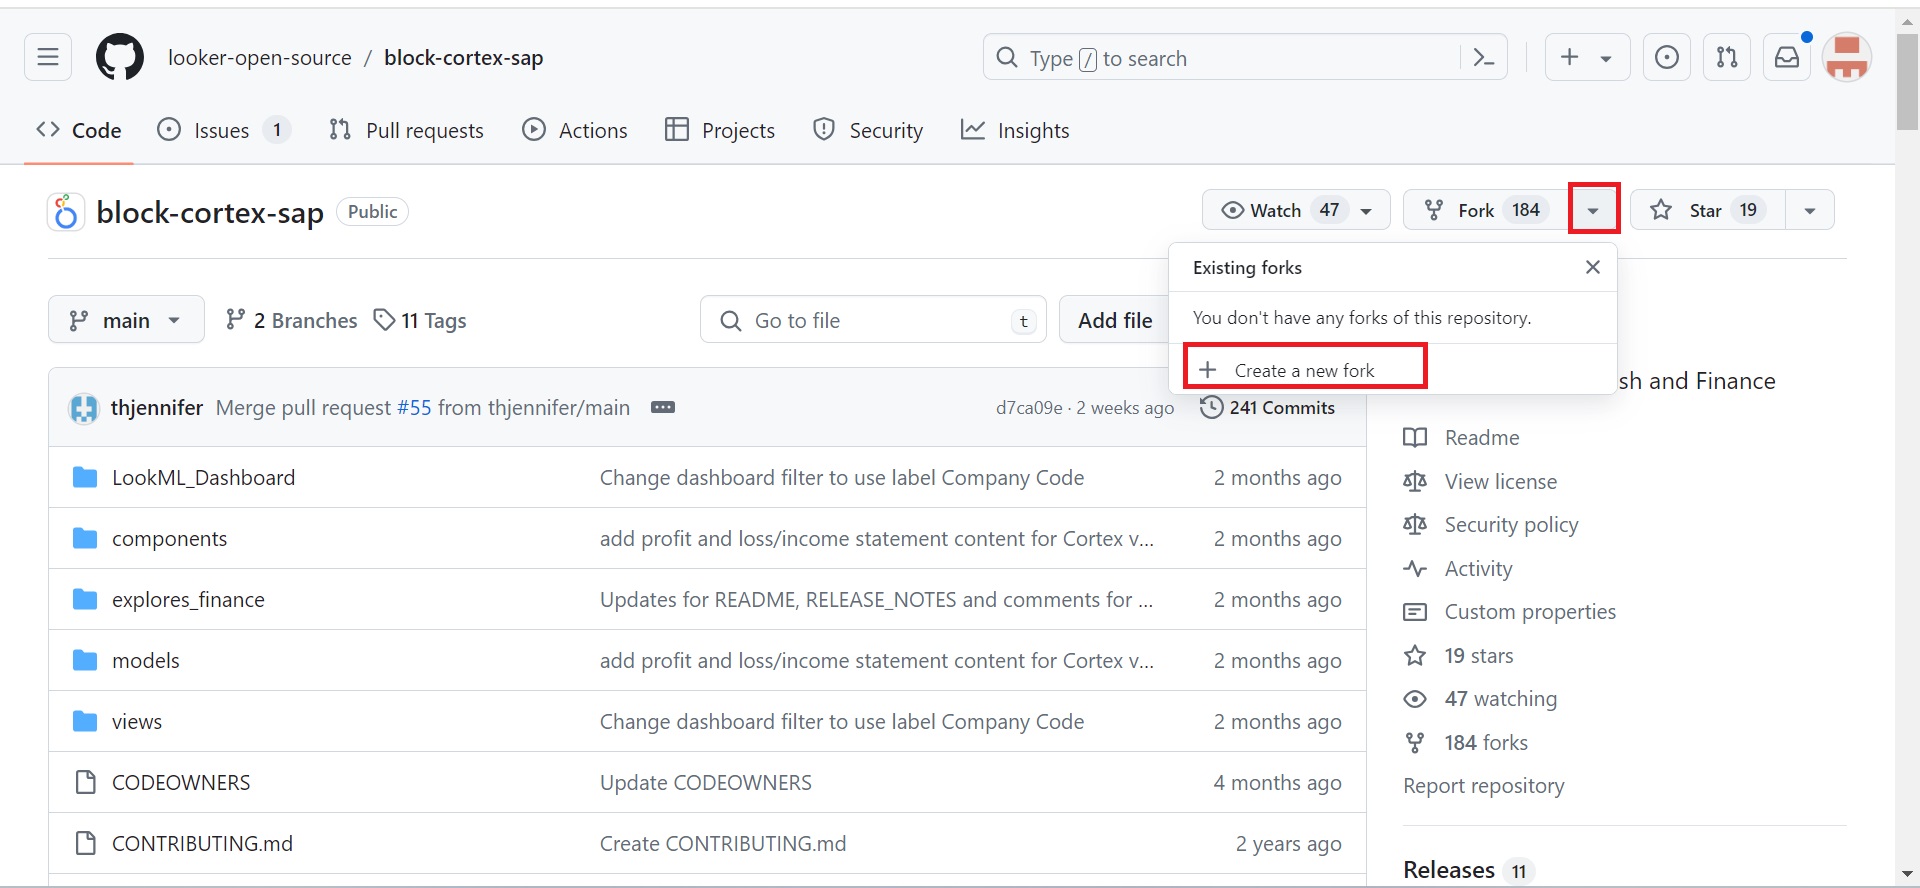 looker-open-source / block-cortex-sap
Type / to search
Code
Issues 1
Pull requests
Actions
Projects
Security
Insights
block-cortex-sap Public
Watch 47
Fork 184
Star 19
Existing forks
You don't have any forks of this repository.
Create a new fork
main
2 Branches
11 Tags
Go to file t
Add file
sh and Finance
thjennifer Merge pull request #55 from thjennifer/main
d7ca09e · 2 weeks ago
241 Commits
LookML_Dashboard Change dashboard filter to use label Company Code 2 months ago
components add profit and loss/income statement content for Cortex v... 2 months ago
explores_finance Updates for README, RELEASE_NOTES and comments for ... 2 months ago
models add profit and loss/income statement content for Cortex v... 2 months ago
views Change dashboard filter to use label Company Code 2 months ago
CODEOWNERS Update CODEOWNERS 4 months ago
CONTRIBUTING.md Create CONTRIBUTING.md 2 years ago
Readme
View license
Security policy
Activity
Custom properties
19 stars
47 watching
184 forks
Report repository
Releases 11